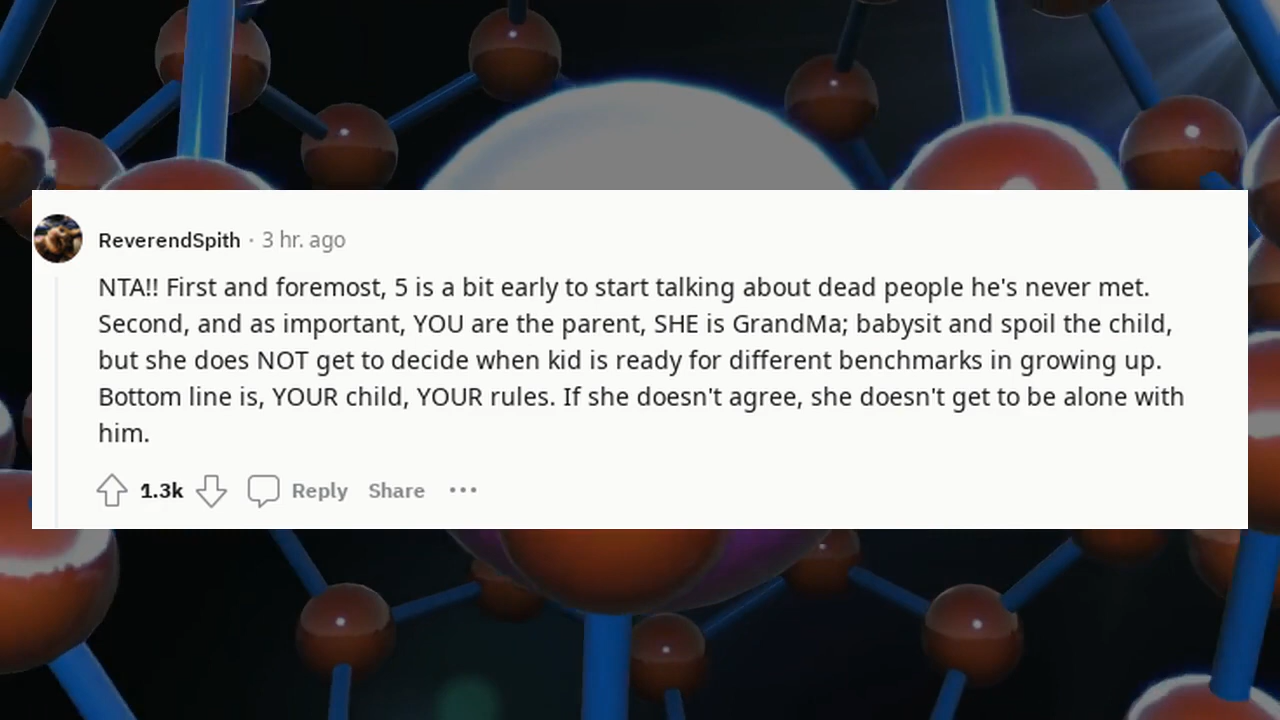 ReverendSpith · 3 hr. ago
NTA!! First and foremost, 5 is a bit early to start talking about dead people he's never met.
Second, and as important, YOU are the parent, SHE is GrandMa; babysit and spoil the child,
but she does NOT get to decide when kid is ready for different benchmarks in growing up.
Bottom line is, YOUR child, YOUR rules. If she doesn't agree, she doesn't get to be alone with
him.
1.3k Reply Share ···